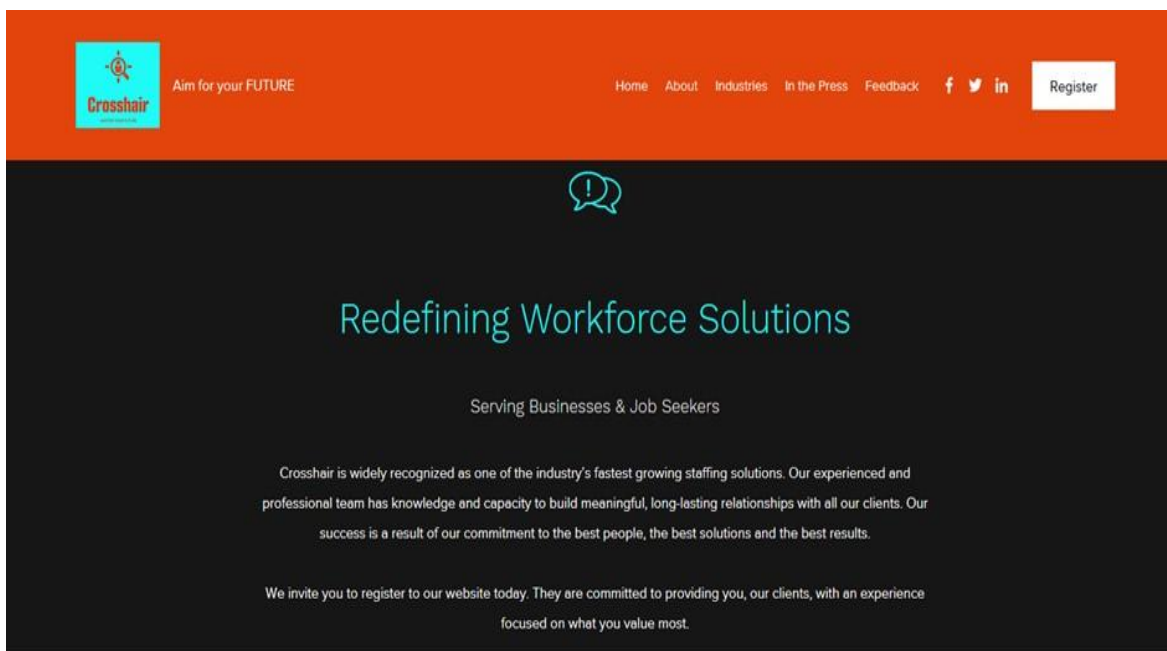 Crosshair
Aim for your FUTURE
Home About Industries In the Press Feedback f in Register
Redefining Workforce Solutions
Serving Businesses & Job Seekers
Crosshair is widely recognized as one of the industry's fastest growing staffing solutions. Our experienced and
professional team has knowledge and capacity to build meaningful, long-lasting relationships with all our clients. Our
success is a result of our commitment to the best people, the best solutions and the best results.
We invite you to register to our website today. They are committed to providing you, our clients, with an experience
focused on what you value most.